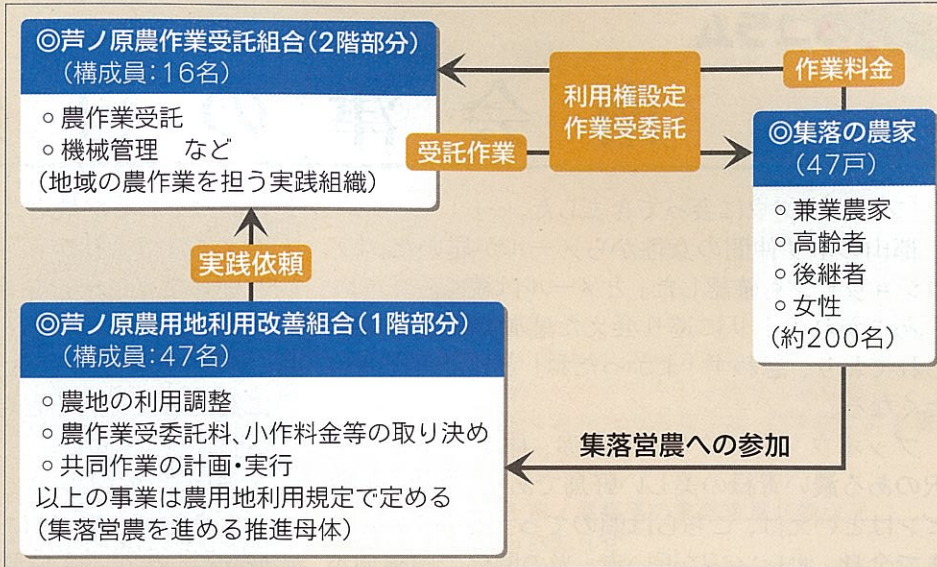 ◎芦ノ原農作業受託組合(2階部分)
(構成員:16名)
○農作業受託
○機械管理 など
(地域の農作業を担う実践組織)
利用権設定
作業受委託
作業料金
受託作業
◎集落の農家
(47戸)
○兼業農家
○高齢者
○後継者
○女性
(約200名)
実践依頼
◎芦ノ原農用地利用改善組合(1階部分)
(構成員:47名)
○農地の利用調整
○農作業受委託料、小作料金等の取り決め
○共同作業の計画・実行
以上の事業は農用地利用規定で定める
(集落営農を進める推進母体)
集落営農への参加